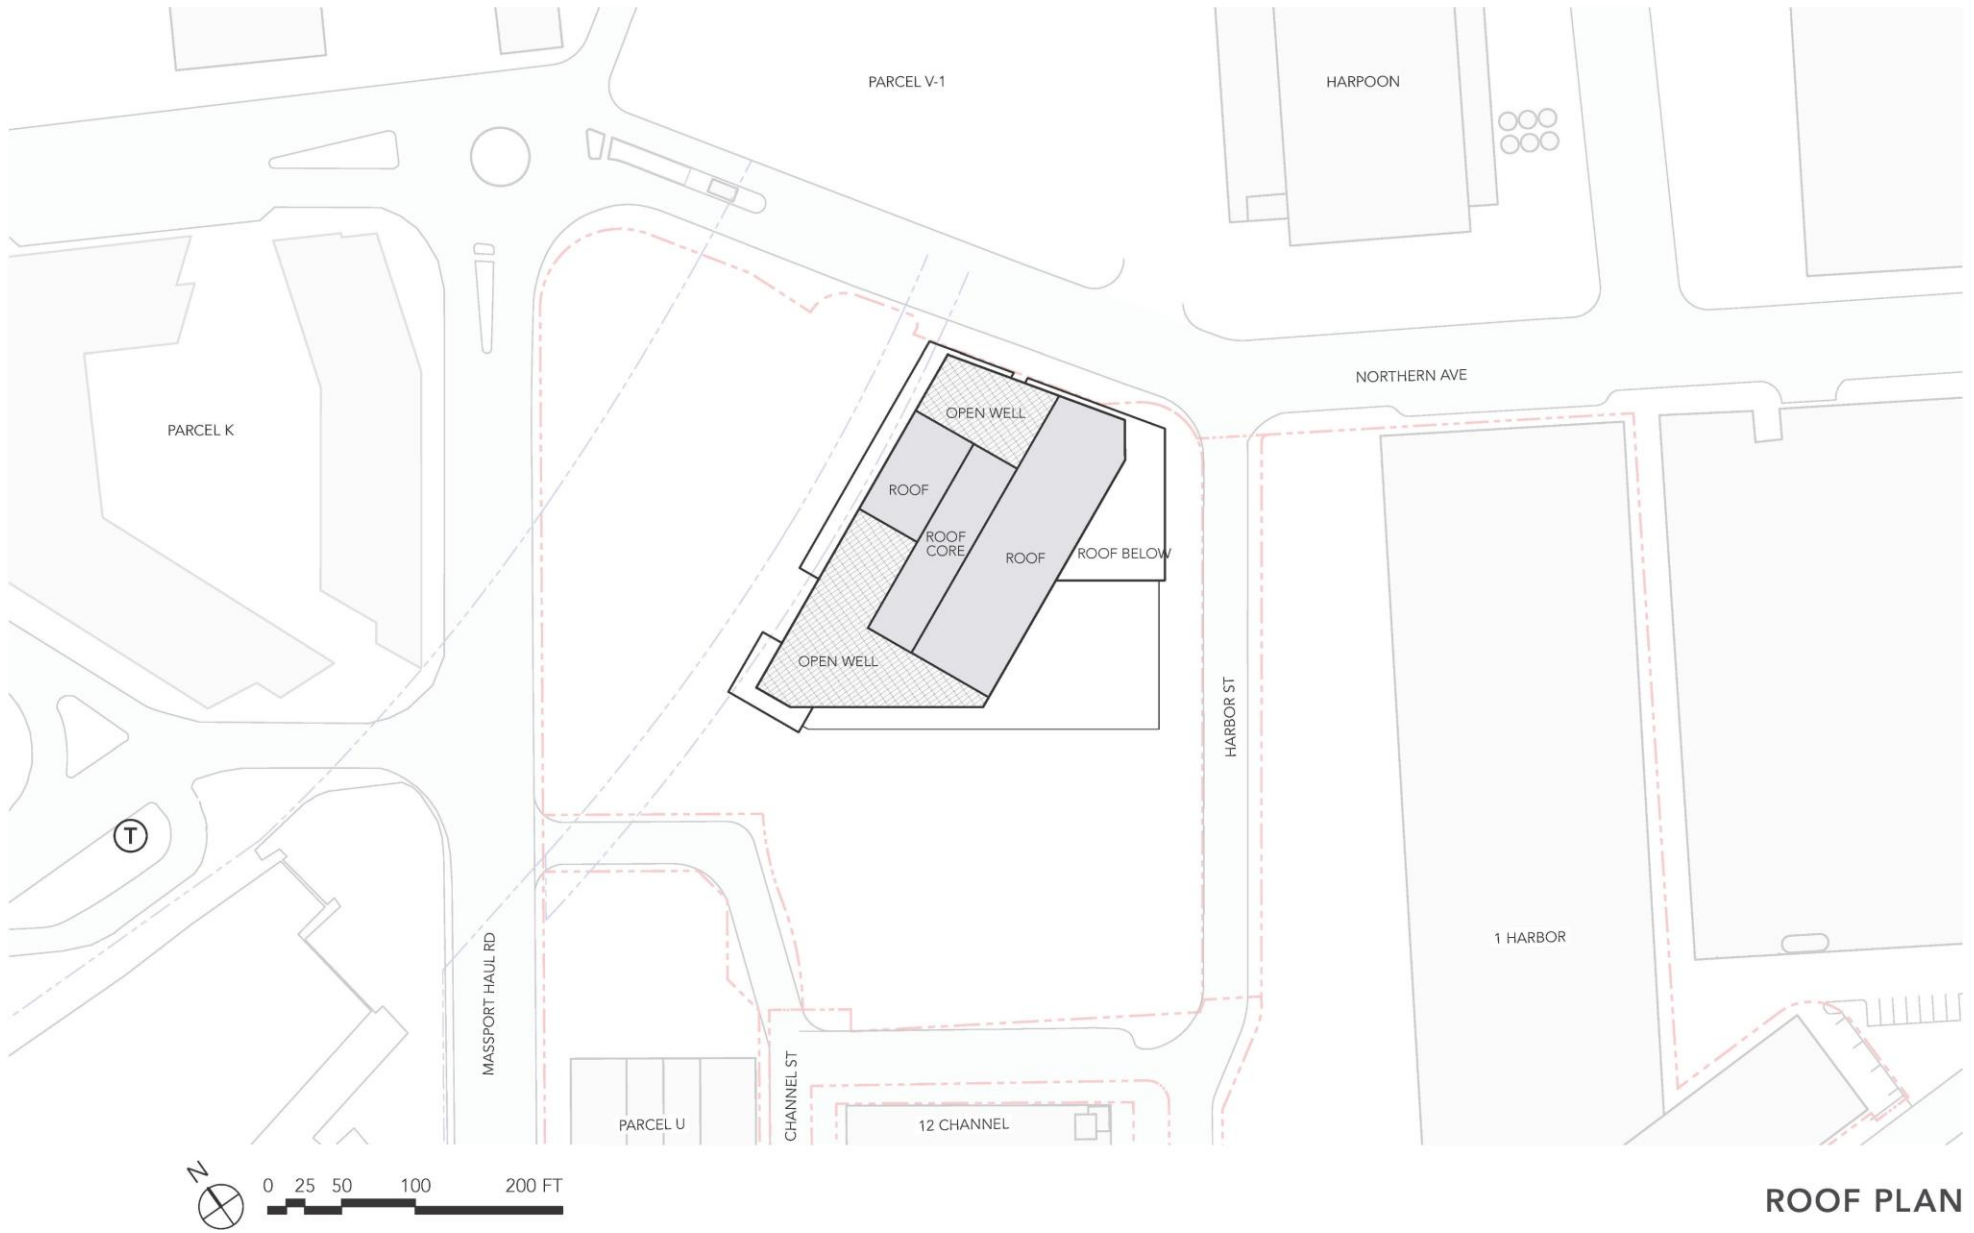 PARCEL V-1
HARPOON
NORTHERN AVE
OPEN WELL
PARCEL K
ROOF
ROOF
CORE
ROOF
ROOF BELOW
OPEN WELL
HARBOR ST
T
1 HARBOR
MASSPORT HAUL RD
CHANNEL ST
PARCEL U
12 CHANNEL
N
0 25 50 100 200 FT
ROOF PLAN